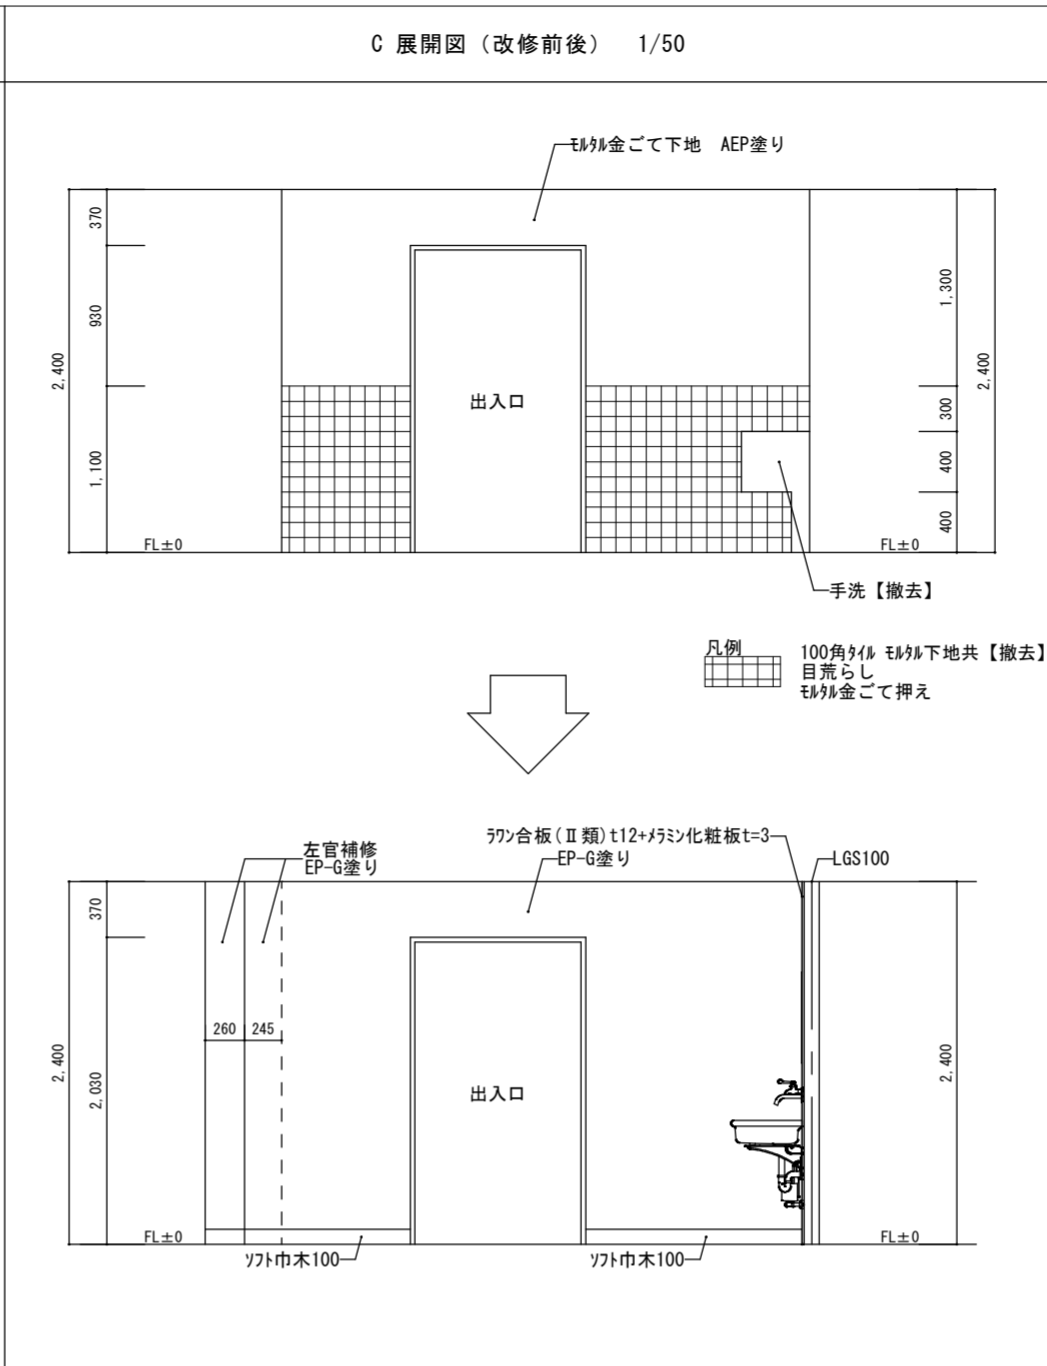 C 展開図（改修前後） 1/50
ﾓﾙﾀﾙ金ごて下地 AEP塗り
370
930
1,100
2,400
1,300
300
400
400
2,400
出入口
FL±0
FL±0
手洗【撤去】
凡例
100角ﾀｲﾙ ﾓﾙﾀﾙ下地共【撤去】
目荒らし
ﾓﾙﾀﾙ金ごて押え
ﾗﾜﾝ合板(Ⅱ類)t12+ﾒﾗﾐﾝ化粧板t=3
左官補修
EP-G塗り
EP-G塗り
LGS100
370
2,030
2,400
260
245
2,400
出入口
FL±0
FL±0
ｿﾌﾄ巾木100
ｿﾌﾄ巾木100